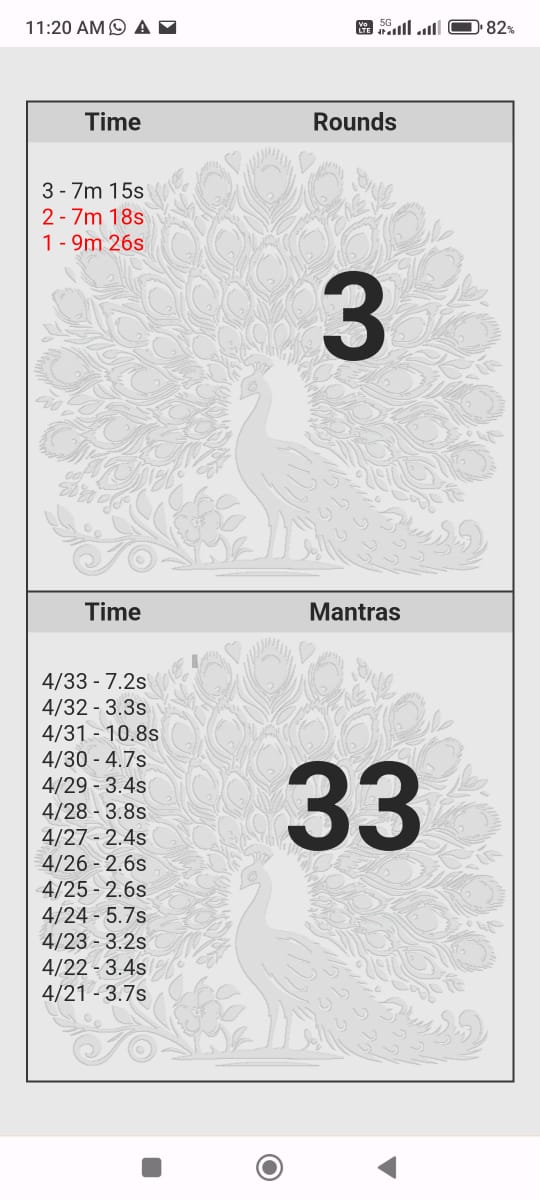 11:20 AM
Vo LTE 5G 82%
Time Rounds
3 - 7m 15s
2 - 7m 18s
1 - 9m 26s
3
Time Mantras
4/33 - 7.2s
4/32 - 3.3s
4/31 - 10.8s
4/30 - 4.7s
4/29 - 3.4s
4/28 - 3.8s
4/27 - 2.4s
4/26 - 2.6s
4/25 - 2.6s
4/24 - 5.7s
4/23 - 3.2s
4/22 - 3.4s
4/21 - 3.7s
33